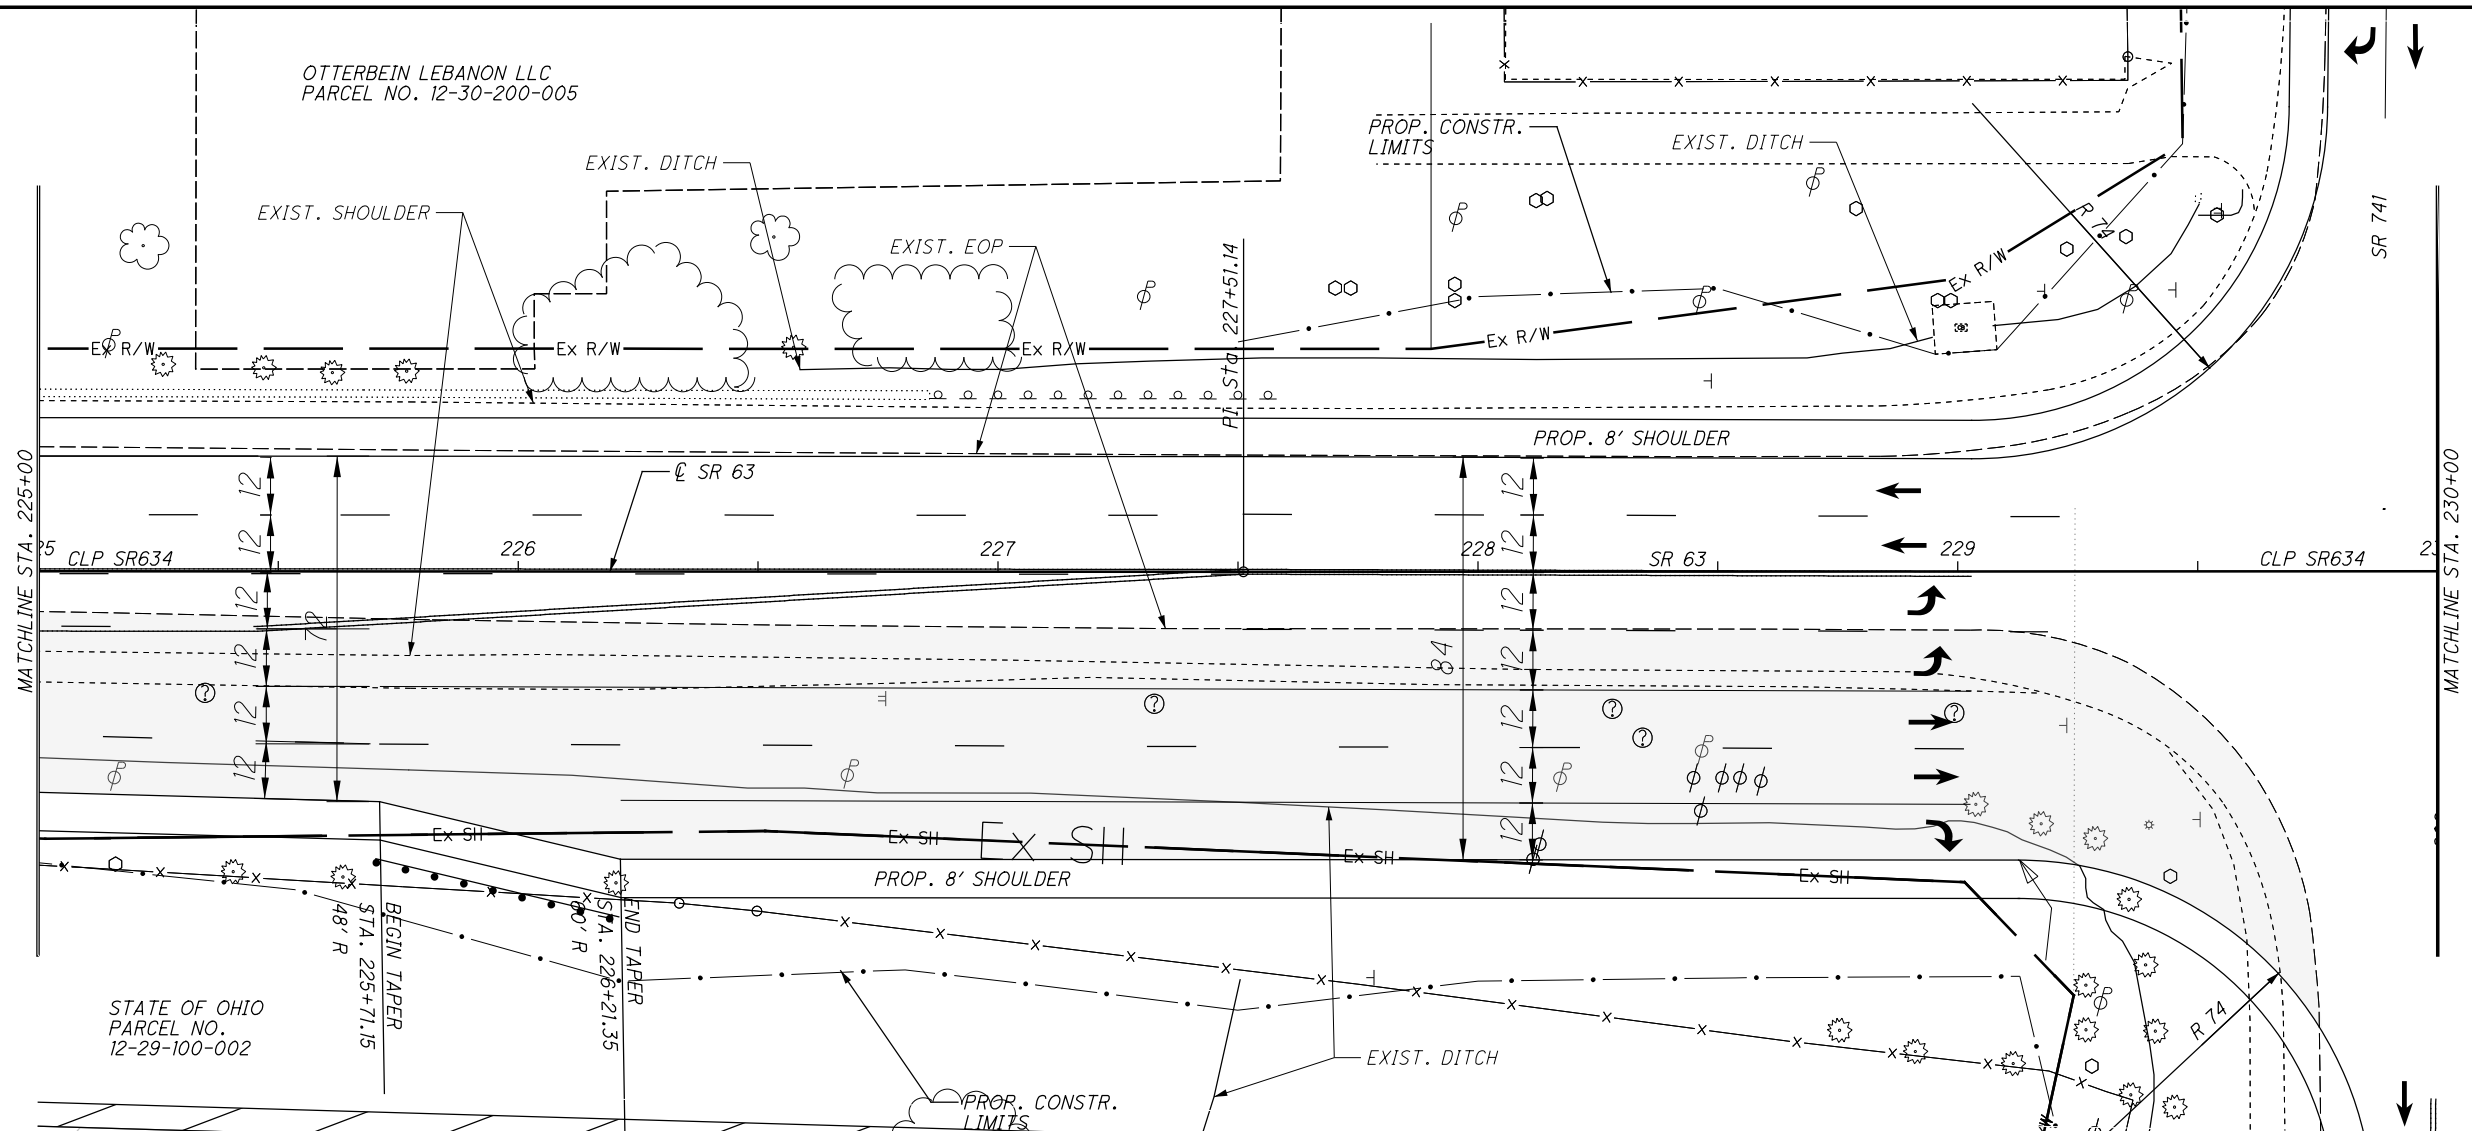 OTTERBEIN LEBANON LLC
PARCEL NO. 12-30-200-005
EXIST. DITCH
EXIST. SHOULDER
EXIST. EOP
PROP. CONSTR.
LIMITS
EXIST. DITCH
R 74
SR 741
Ex R/W
Ex R/W
Ex R/W
Ex R/W
Ex R/W
PI Sta. 227+51.14
PROP. 8' SHOULDER
MATCHLINE STA. 225+00
MATCHLINE STA. 230+00
℄ SR 63
12
12
12
12
12
12
72
12
12
12
12
12
12
12
84
CLP SR634
226
227
228
SR 63
229
CLP SR634
Ex SH
Ex SH
Ex SH
Ex SH
Ex SH
PROP. 8' SHOULDER
BEGIN TAPER
STA. 225+71.15
48' R
END TAPER
STA. 226+21.35
60' R
STATE OF OHIO
PARCEL NO.
12-29-100-002
EXIST. DITCH
PROP. CONSTR.
LIMITS
R 74